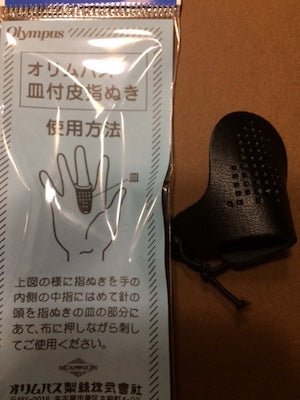 Olympus
オリムパス
皿付皮指ぬき
使用方法
皿
上図の様に指ぬきを手の
内側の中指にはめて針の
頭を指ぬきの皿の部分に
あて、布に押しながら刺し
てご使用ください。
OLYMPUS
オリムパス製絲株式會社